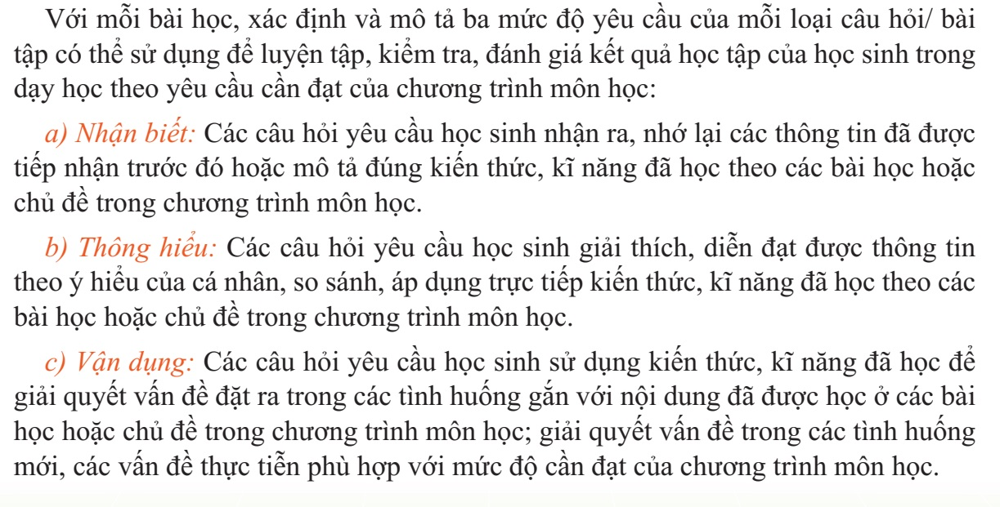 Với mỗi bài học, xác định và mô tả ba mức độ yêu cầu của mỗi loại câu hỏi/ bài
tập có thể sử dụng để luyện tập, kiểm tra, đánh giá kết quả học tập của học sinh trong
dạy học theo yêu cầu cần đạt của chương trình môn học:
a) Nhận biết: Các câu hỏi yêu cầu học sinh nhận ra, nhớ lại các thông tin đã được
tiếp nhận trước đó hoặc mô tả đúng kiến thức, kĩ năng đã học theo các bài học hoặc
chủ đề trong chương trình môn học.
b) Thông hiểu: Các câu hỏi yêu cầu học sinh giải thích, diễn đạt được thông tin
theo ý hiểu của cá nhân, so sánh, áp dụng trực tiếp kiến thức, kĩ năng đã học theo các
bài học hoặc chủ đề trong chương trình môn học.
c) Vận dụng: Các câu hỏi yêu cầu học sinh sử dụng kiến thức, kĩ năng đã học để
giải quyết vấn đề đặt ra trong các tình huống gắn với nội dung đã được học ở các bài
học hoặc chủ đề trong chương trình môn học; giải quyết vấn đề trong các tình huống
mới, các vấn đề thực tiễn phù hợp với mức độ cần đạt của chương trình môn học.